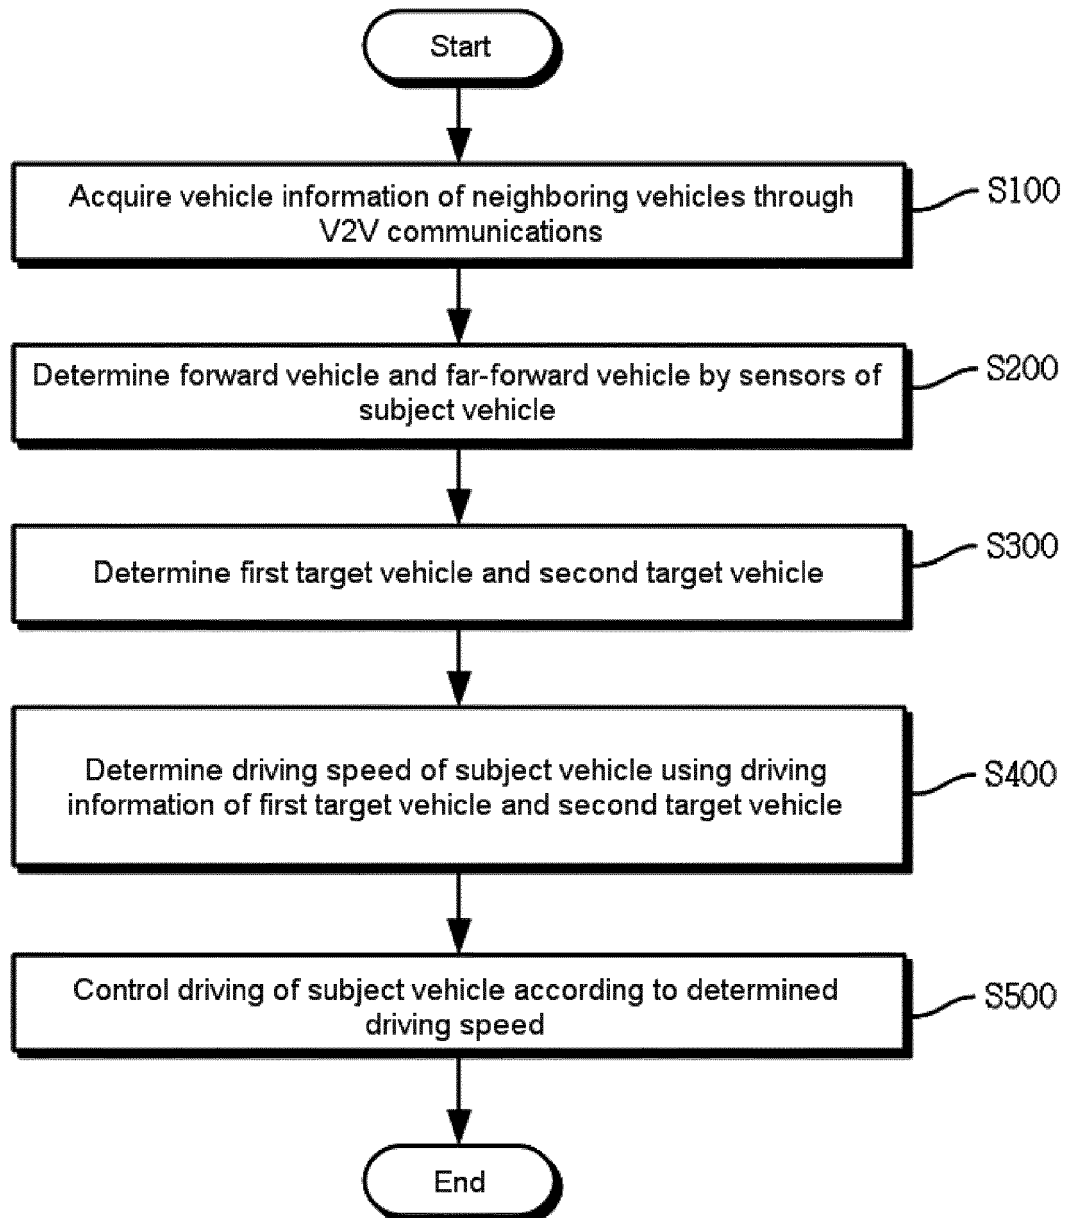 Start
Acquire vehicle information of neighboring vehicles through
V2V communications
S100
Determine forward vehicle and far-forward vehicle by sensors of
subject vehicle
S200
Determine first target vehicle and second target vehicle
S300
Determine driving speed of subject vehicle using driving
information of first target vehicle and second target vehicle
S400
Control driving of subject vehicle according to determined
driving speed
S500
End